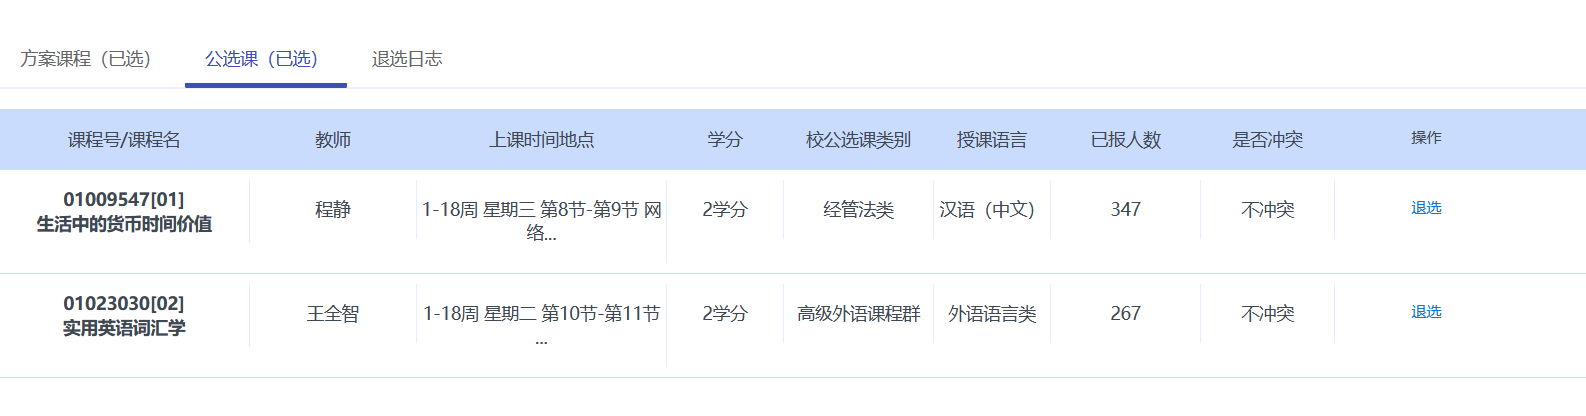 方案课程（已选） 公选课（已选） 退选日志
课程号/课程名 教师 上课时间地点 学分 校公选课类别 授课语言 已报人数 是否冲突 操作
01009547[01]
生活中的货币时间价值 程静 1-18周 星期三 第8节-第9节 网 2学分 经管法类 汉语（中文） 347 不冲突 退选
络...
01023030[02]
实用英语词汇学 王全智 1-18周 星期二 第10节-第11节 2学分 高级外语课程群 外语语言类 267 不冲突 退选
...